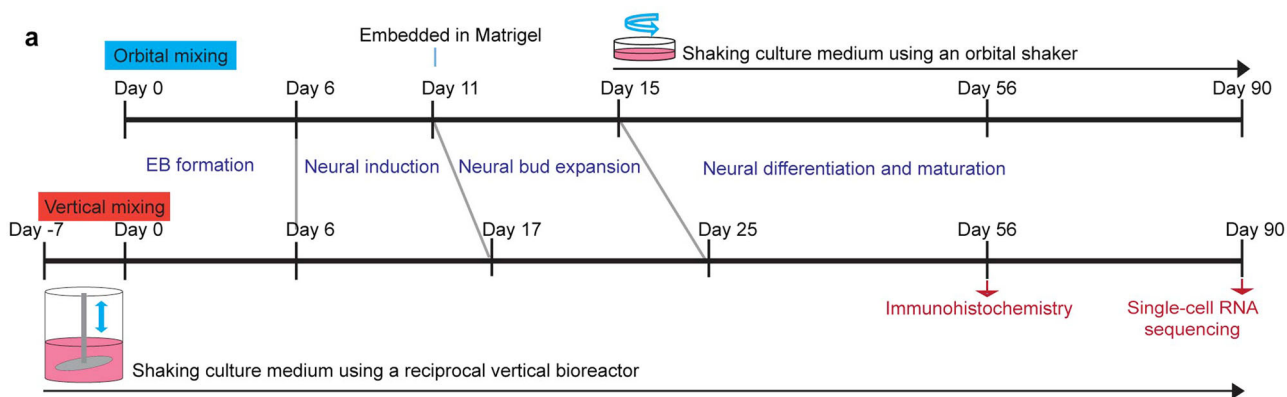 a
Embedded in Matrigel
Orbital mixing
Shaking culture medium using an orbital shaker
Day 0
Day 6
Day 11
Day 15
Day 56
Day 90
EB formation
Neural induction
Neural bud expansion
Neural differentiation and maturation
Vertical mixing
Day -7
Day 0
Day 6
Day 17
Day 25
Day 56
Day 90
Immunohistochemistry
Single-cell RNA
sequencing
Shaking culture medium using a reciprocal vertical bioreactor